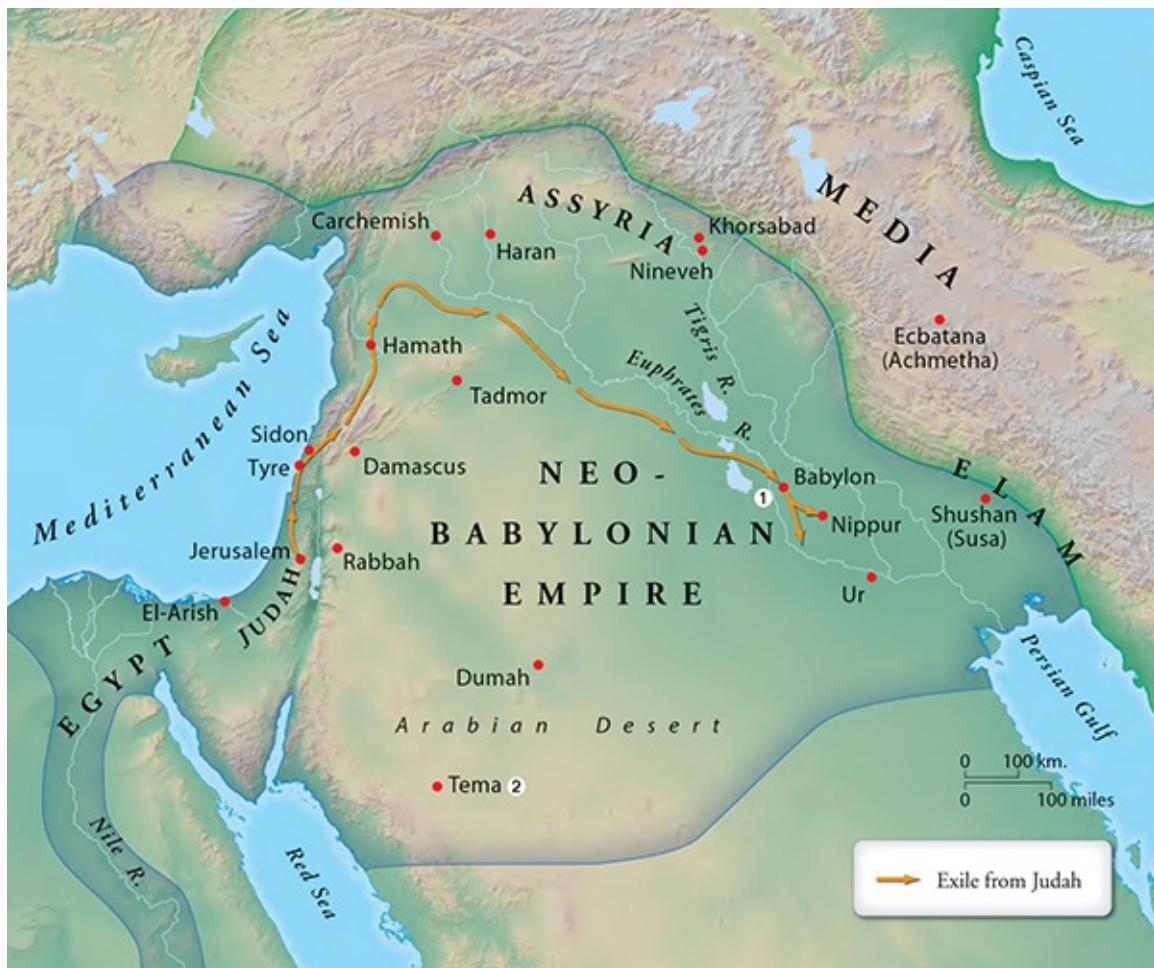 Caspian Sea
MEDIA
ASSYRIA
Carchemish
Haran
Khorsabad
Nineveh
Tigris R.
Ecbatana
(Achmetha)
Hamath
Euphrates R.
Tadmor
Mediterranean Sea
Sidon
Tyre
Damascus
NEO-
BABYLONIAN
EMPIRE
Babylon
1
Nippur
ELAM
Shushan
(Susa)
Jerusalem
Rabbah
Ur
El-Arish
JUDAH
EGYPT
Dumah
Persian Gulf
Arabian Desert
Tema 2
0 100 km.
0 100 miles
Nile R.
Red Sea
Exile from Judah